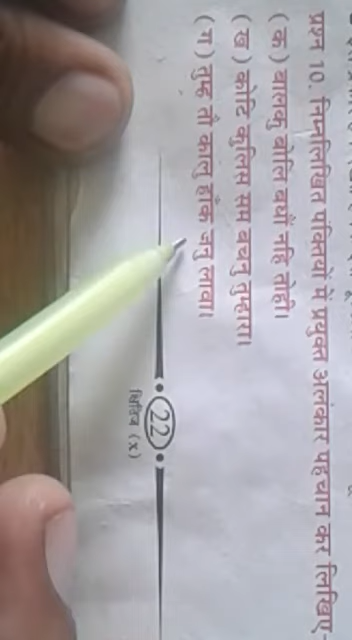 प्रश्न 10. निम्नलिखित पंक्तियों में प्रयुक्त अलंकार पहचान कर लिखिए-
(क) बालकु बोलि बधौं नहि तोही।
(ख) कोटि कुलिस सम बचनु तुम्हारा।
(ग) तुम्ह तौ कालु हाँक जनु लावा।
22
क्षितिज (X)